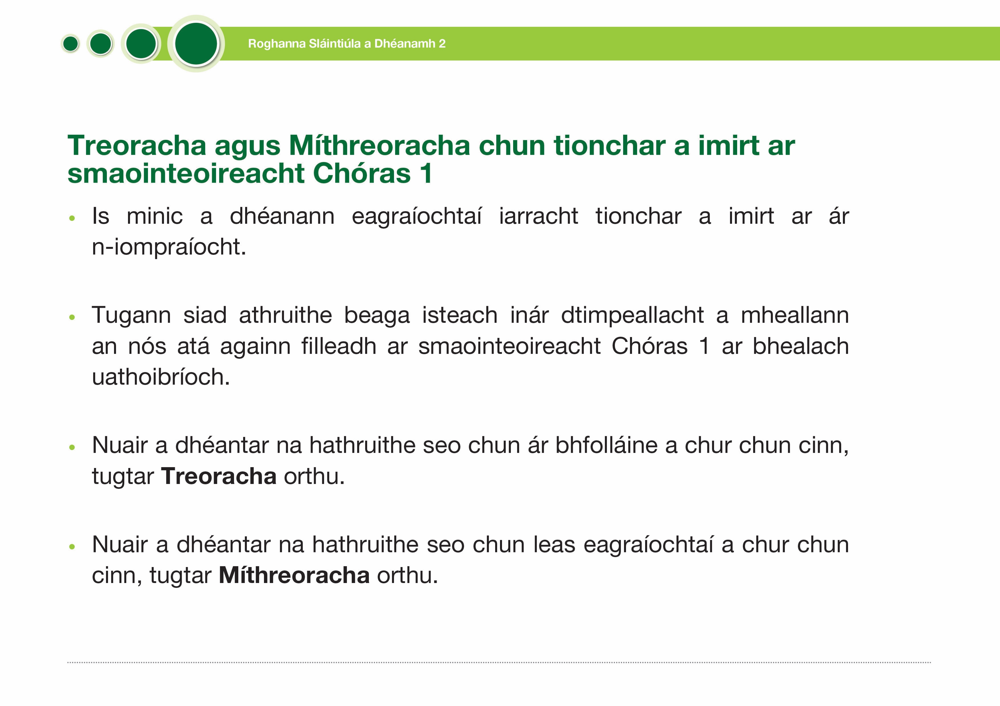 Roghanna Sláintiúla a Dhéanamh 2
Treoracha agus Míthreoracha chun tionchar a imirt ar
smaointeoireacht Chóras 1
• Is minic a dhéanann eagraíochtaí iarracht tionchar a imirt ar ár
n-iompraíocht.
• Tugann siad athruithe beaga isteach inár dtimpeallacht a mheallann
an nós atá againn filleadh ar smaointeoireacht Chóras 1 ar bhealach
uathoibríoch.
• Nuair a dhéantar na hathruithe seo chun ár bhfolláine a chur chun cinn,
tugtar Treoracha orthu.
• Nuair a dhéantar na hathruithe seo chun leas eagraíochtaí a chur chun
cinn, tugtar Míthreoracha orthu.